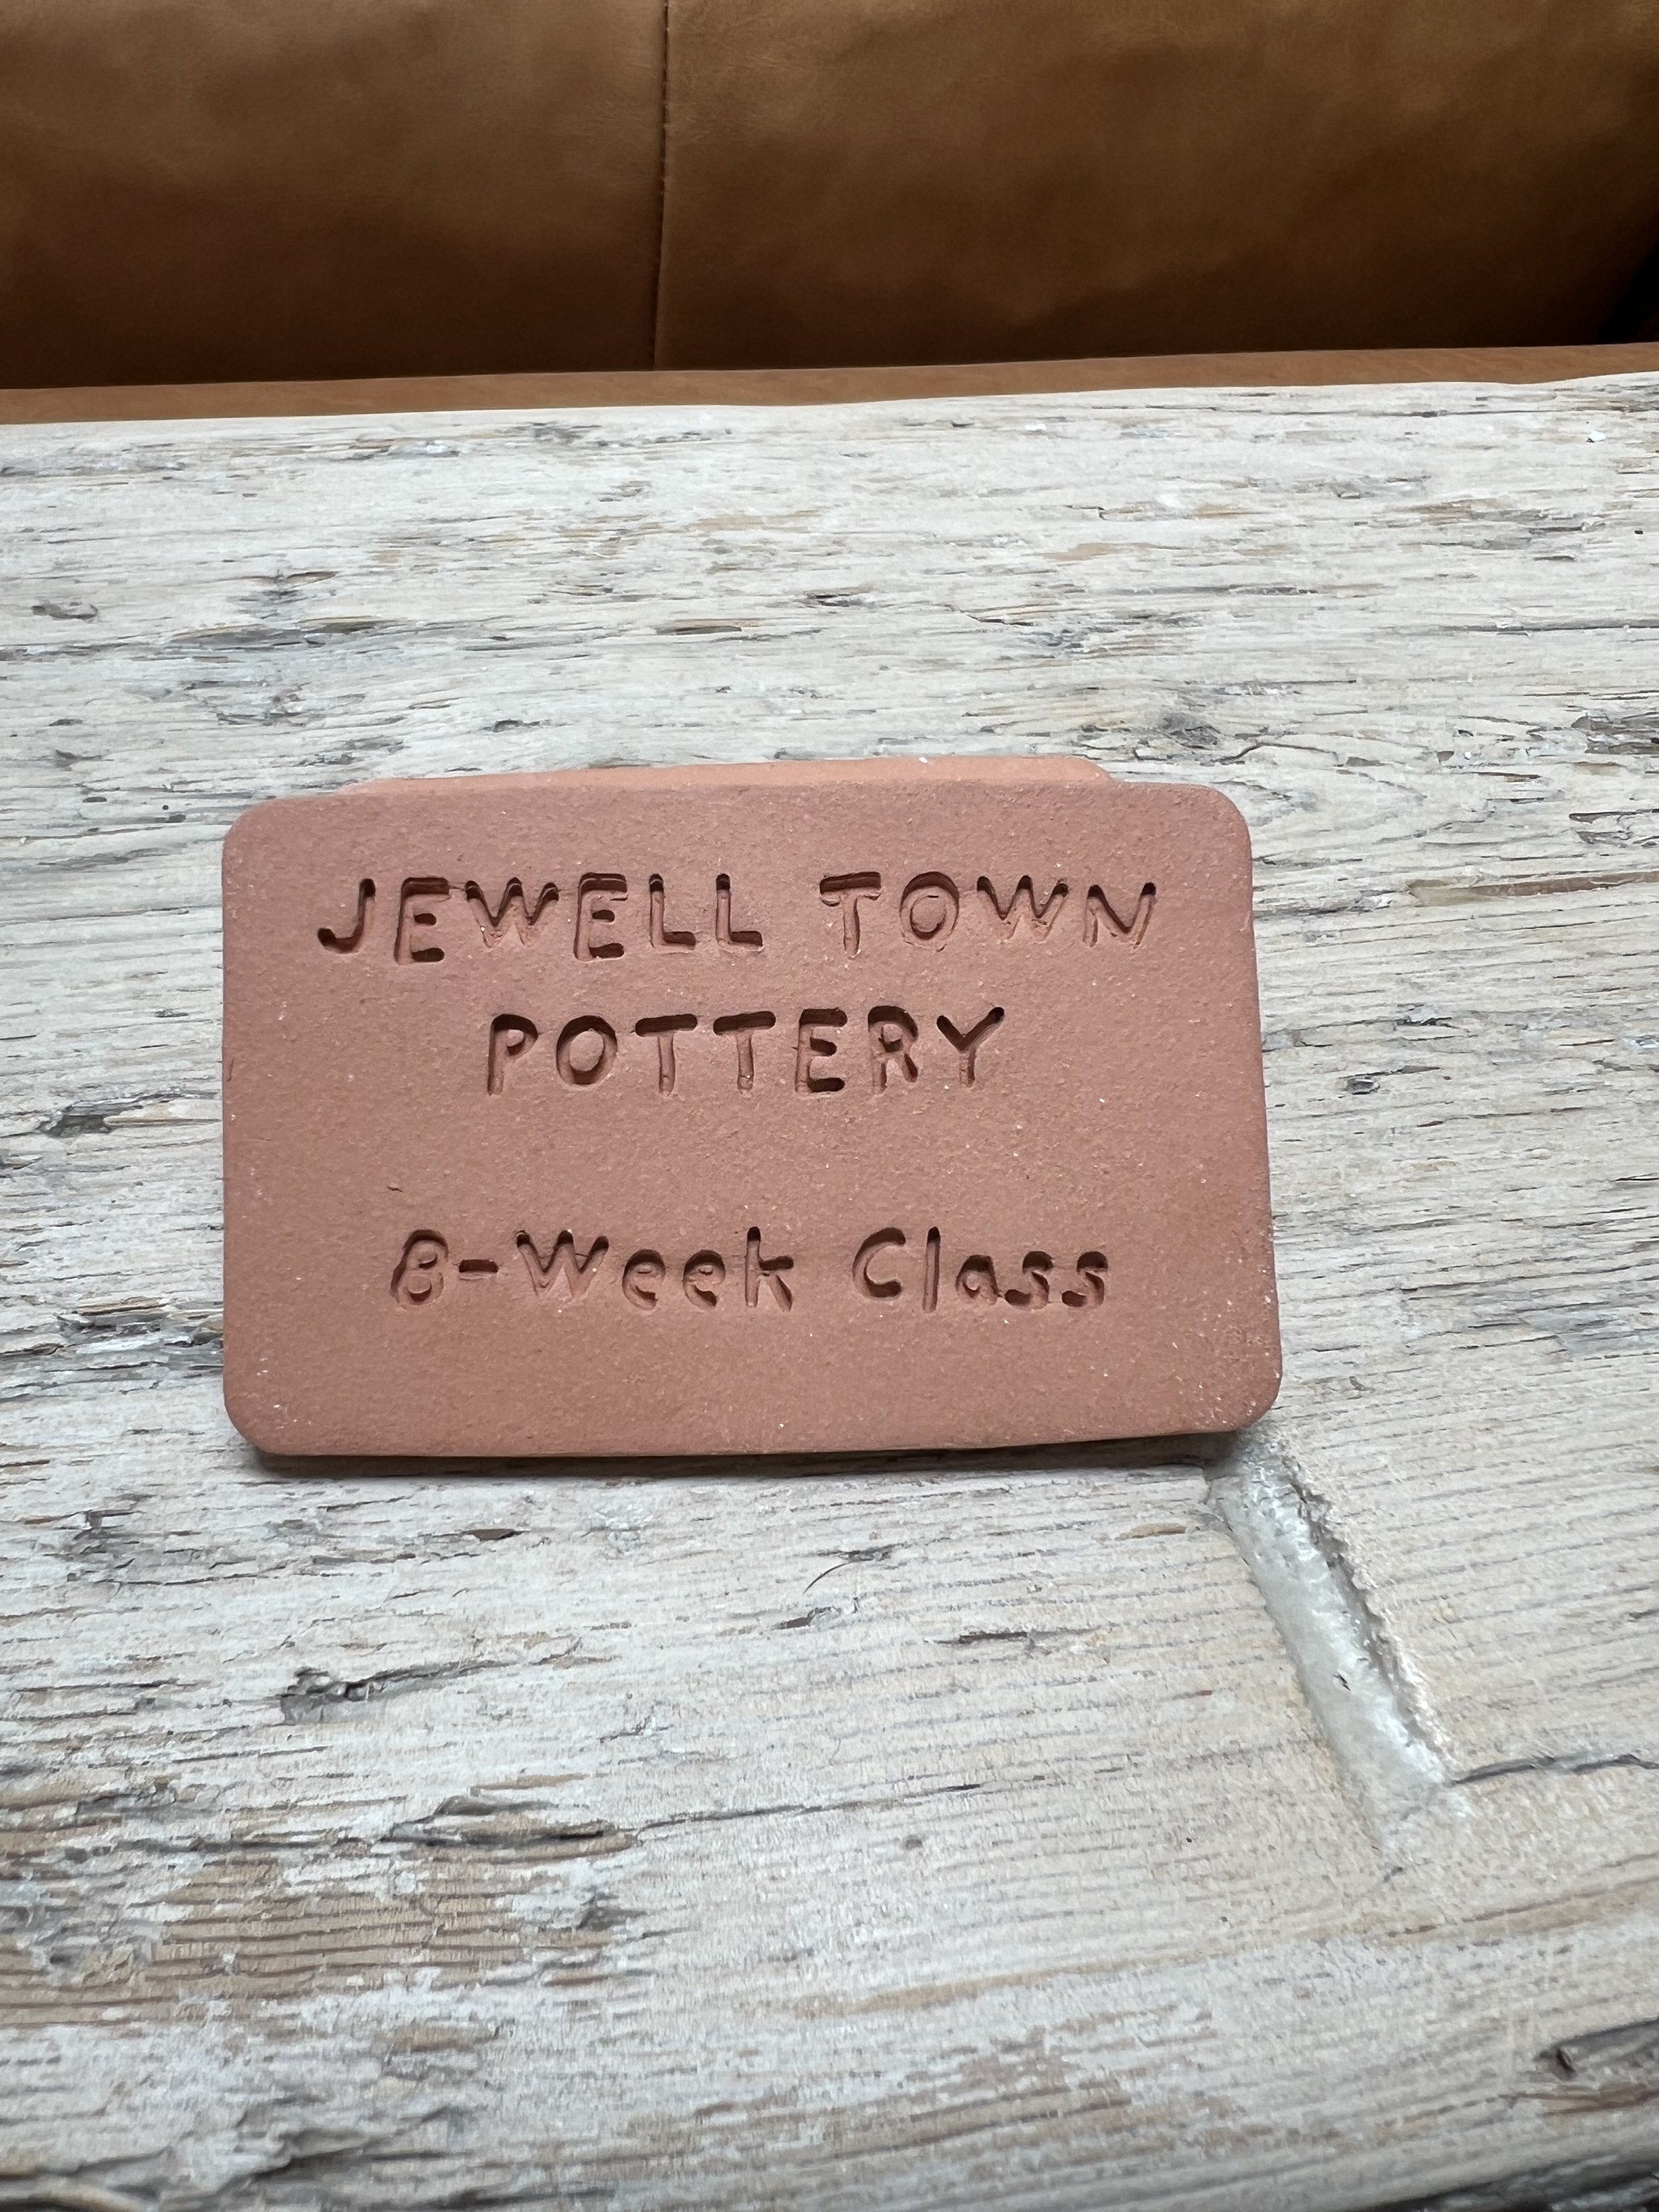 JEWELL TOWN
POTTERY
8-Week Class